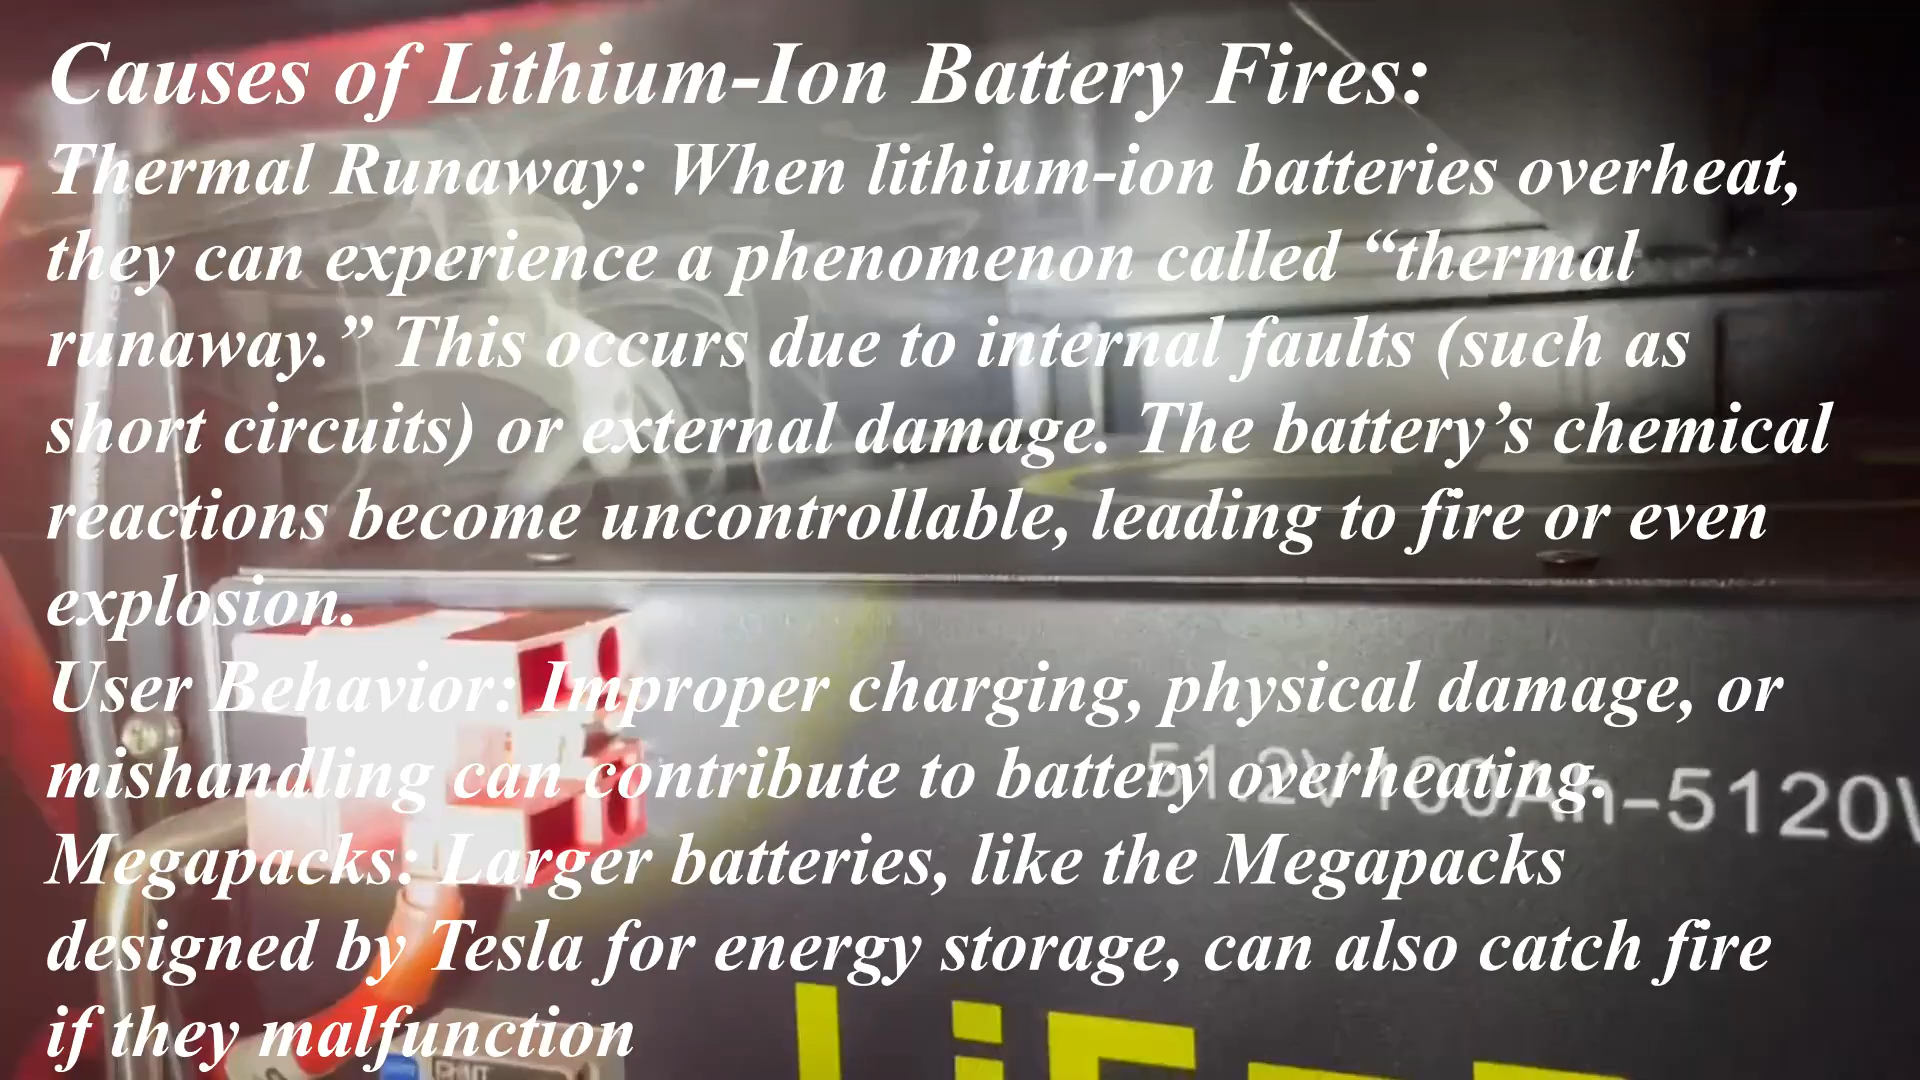 Causes of Lithium-Ion Battery Fires:
Thermal Runaway: When lithium-ion batteries overheat,
they can experience a phenomenon called “thermal
runaway.” This occurs due to internal faults (such as
short circuits) or external damage. The battery’s chemical
reactions become uncontrollable, leading to fire or even
explosion.
User Behavior: Improper charging, physical damage, or
mishandling can contribute to battery overheating.
51.2V100Ah-5120W
Megapacks: Larger batteries, like the Megapacks
designed by Tesla for energy storage, can also catch fire
if they malfunction